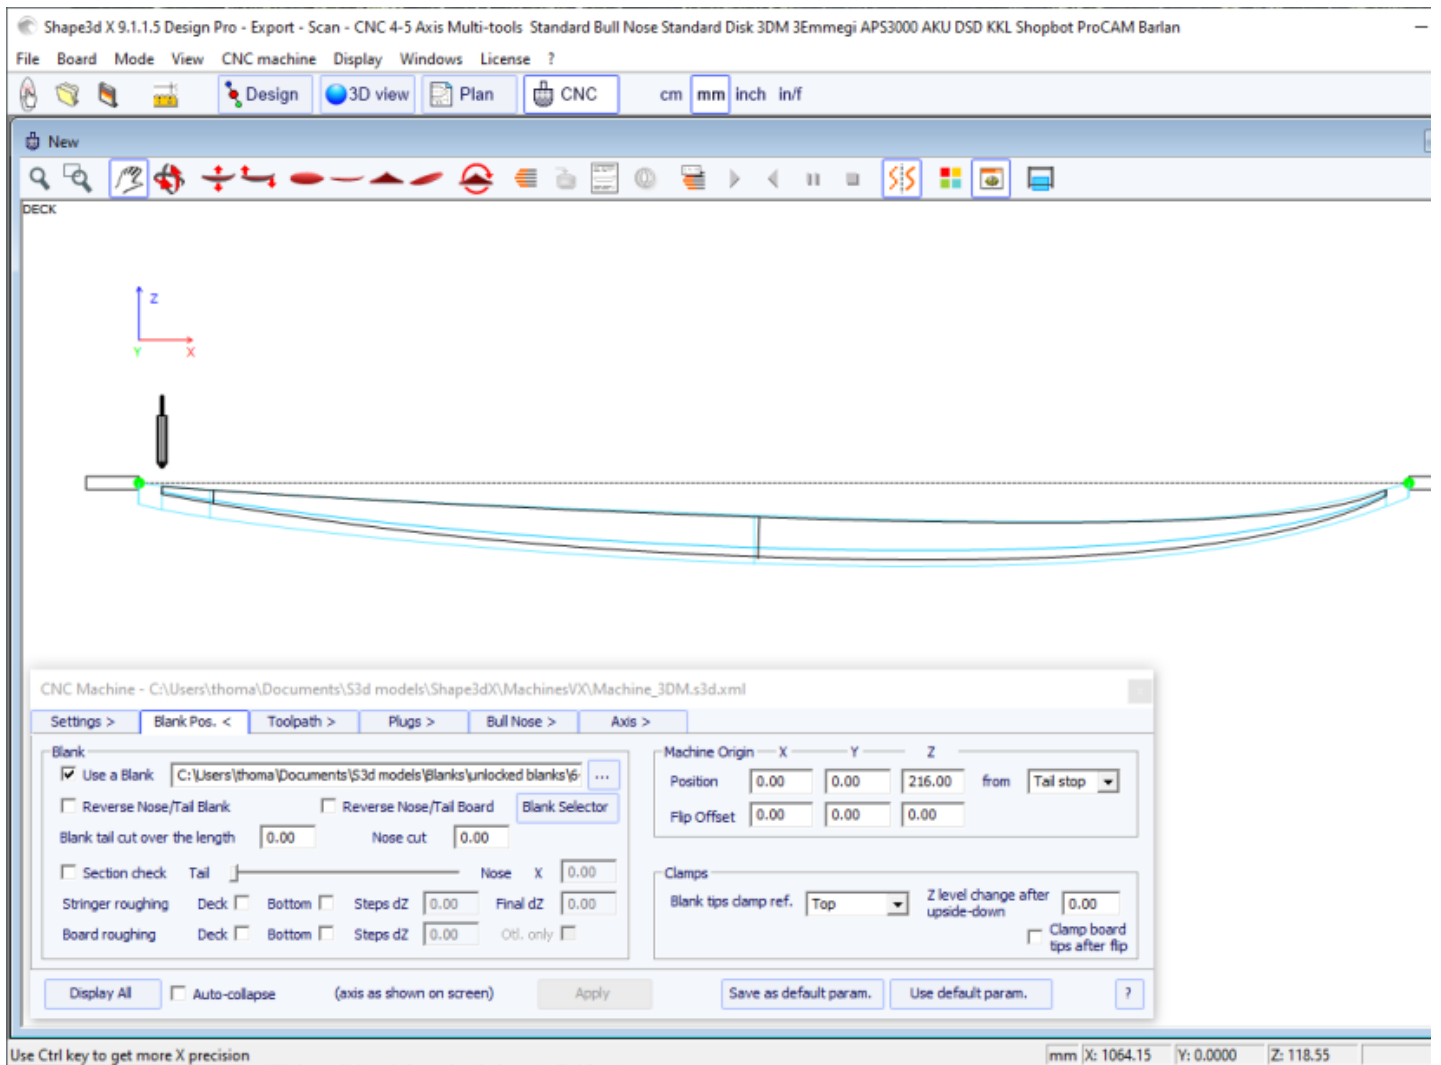 Shape3d X 9.1.1.5 Design Pro - Export - Scan - CNC 4-5 Axis Multi-tools  Standard Bull Nose Standard Disk 3DM 3Emmegi APS3000 AKU DSD KKL Shopbot ProCAM Barlan
File Board Mode View CNC machine Display Windows License ?
Design 3D view Plan CNC cm mm inch in/f
New
DECK
Z
Y X
CNC Machine - C:\Users\thoma\Documents\S3d models\Shape3dX\MachinesVX\Machine_3DM.s3d.xml
Settings > Blank Pos. < Toolpath > Plugs > Bull Nose > Axis >
Blank
Use a Blank C:\Users\thoma\Documents\S3d models\Blanks\unlocked blanks\6- ...
Reverse Nose/Tail Blank Reverse Nose/Tail Board Blank Selector
Blank tail cut over the length 0.00 Nose cut 0.00
Section check Tail Nose X 0.00
Stringer roughing Deck Bottom Steps dZ 0.00 Final dZ 0.00
Board roughing Deck Bottom Steps dZ 0.00 Otl. only
Machine Origin X Y Z
Position 0.00 0.00 216.00 from Tail stop
Flip Offset 0.00 0.00 0.00
Clamps
Blank tips clamp ref. Top Z level change after
upside-down 0.00
Clamp board
tips after flip
Display All Auto-collapse (axis as shown on screen) Apply Save as default param. Use default param. ?
Use Ctrl key to get more X precision mm X: 1064.15 Y: 0.0000 Z: 118.55